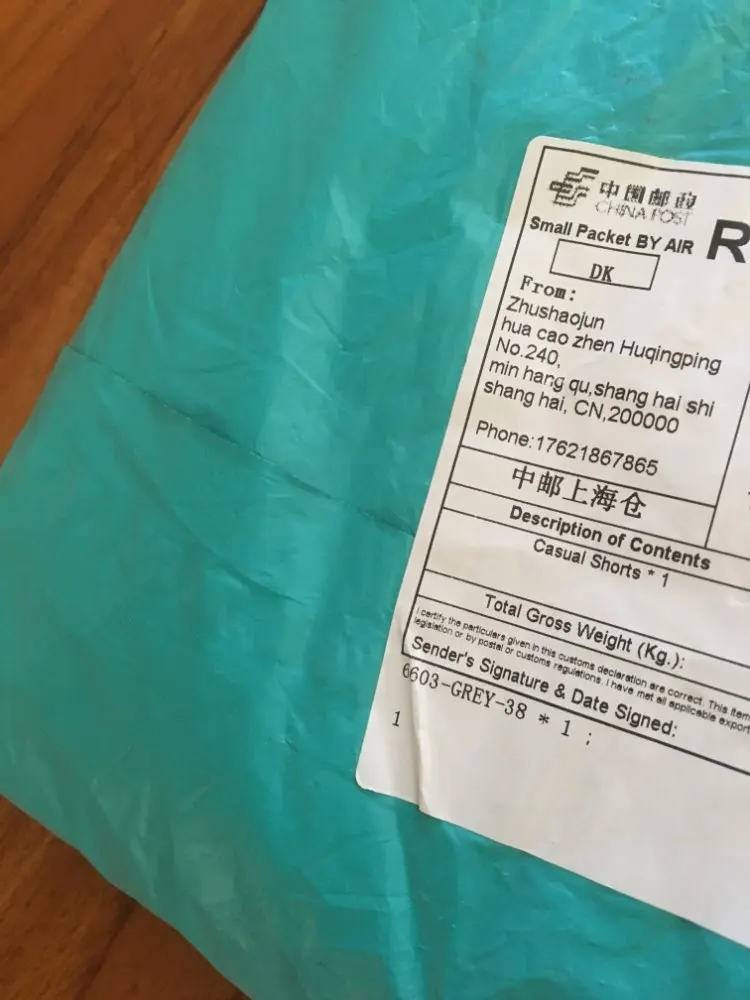 中国邮政
CHINA POST
Small Packet BY AIR
R
DK
From:
Zhushaojun
hua cao zhen Huqingping
No.240,
min hang qu,shang hai shi
shang hai, CN,200000
Phone:17621867865
中邮上海仓
Description of Contents
Casual Shorts * 1
Total Gross Weight (Kg.):
I certify the particulars given in this customs declaration are correct. This item
legislation or by postal or customs regulations. I have met all applicable export
Sender's Signature & Date Signed:
6603-GREY-38 * 1 ;
1